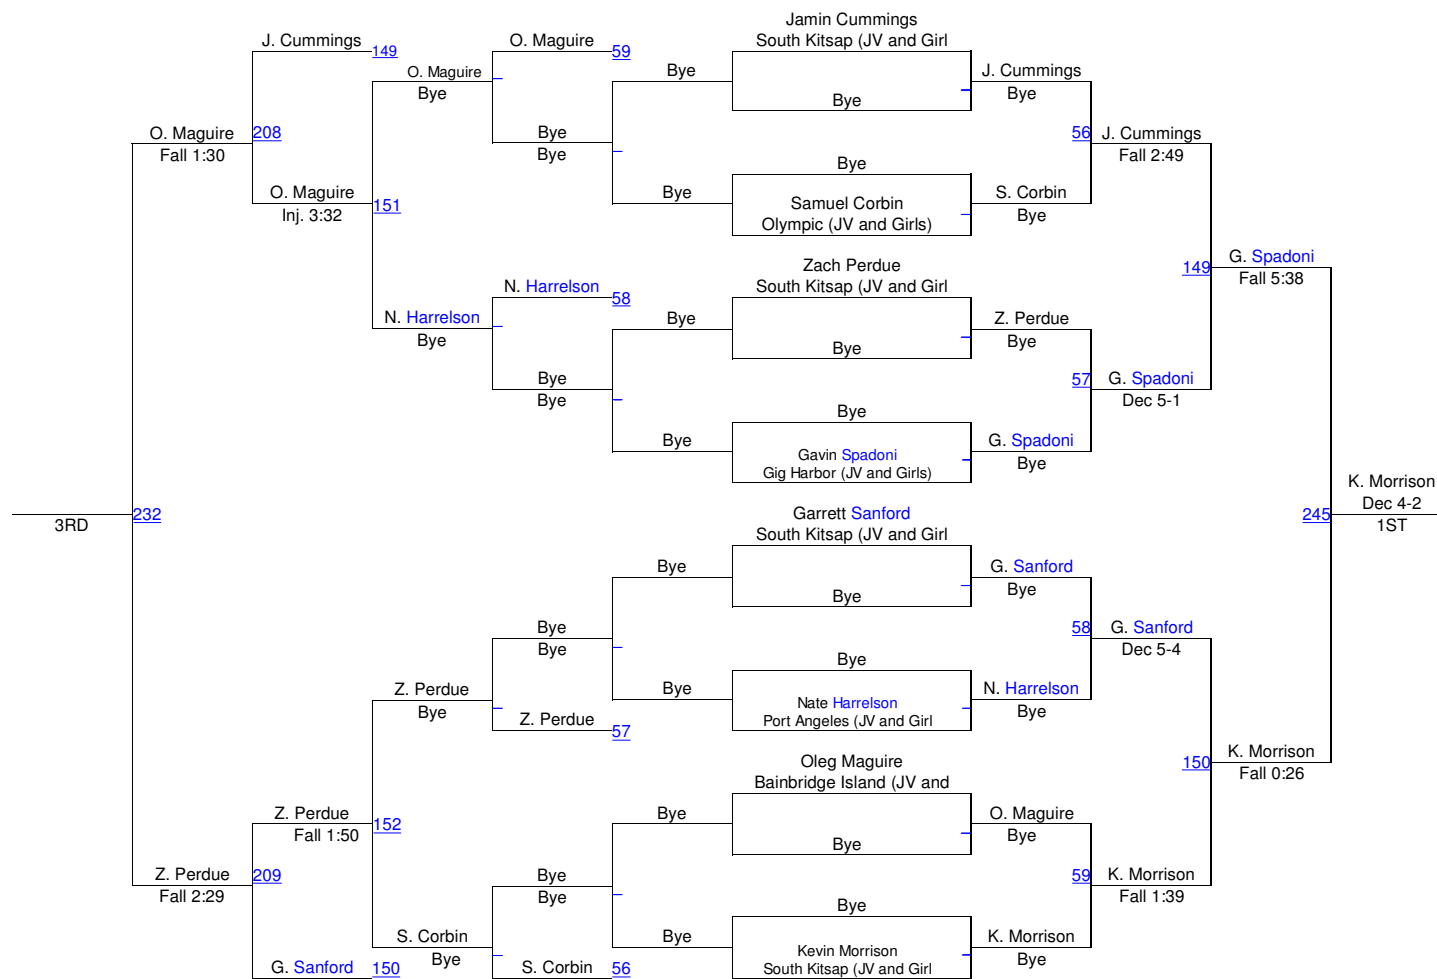 Jamin Cummings
J. Cummings 149 O. Maguire 59 South Kitsap (JV and Girl
O. Maguire Bye J. Cummings
Bye Bye Bye
O. Maguire 208 Bye 56 J. Cummings
Fall 1:30 Bye Bye Fall 2:49
O. Maguire 151 Bye Samuel Corbin S. Corbin
Inj. 3:32 Olympic (JV and Girls) Bye
Zach Perdue 149 G. Spadoni
N. Harrelson 58 South Kitsap (JV and Girl Fall 5:38
N. Harrelson Bye Z. Perdue
Bye Bye Bye
Bye 57 G. Spadoni
Bye Bye Dec 5-1
Bye Gavin Spadoni G. Spadoni
Gig Harbor (JV and Girls) Bye
K. Morrison
232 Garrett Sanford 245 Dec 4-2
3RD South Kitsap (JV and Girl 1ST
Bye G. Sanford
Bye Bye
Bye 58 G. Sanford
Bye Bye Dec 5-4
Z. Perdue Bye Nate Harrelson N. Harrelson
Bye Z. Perdue 57 Port Angeles (JV and Girl Bye
Oleg Maguire 150 K. Morrison
Bainbridge Island (JV and Fall 0:26
Z. Perdue 152 Bye O. Maguire
Fall 1:50 Bye Bye
Z. Perdue 209 Bye 59 K. Morrison
Fall 2:29 Bye Bye Fall 1:39
S. Corbin Bye Kevin Morrison K. Morrison
G. Sanford 150 Bye S. Corbin 56 South Kitsap (JV and Girl Bye